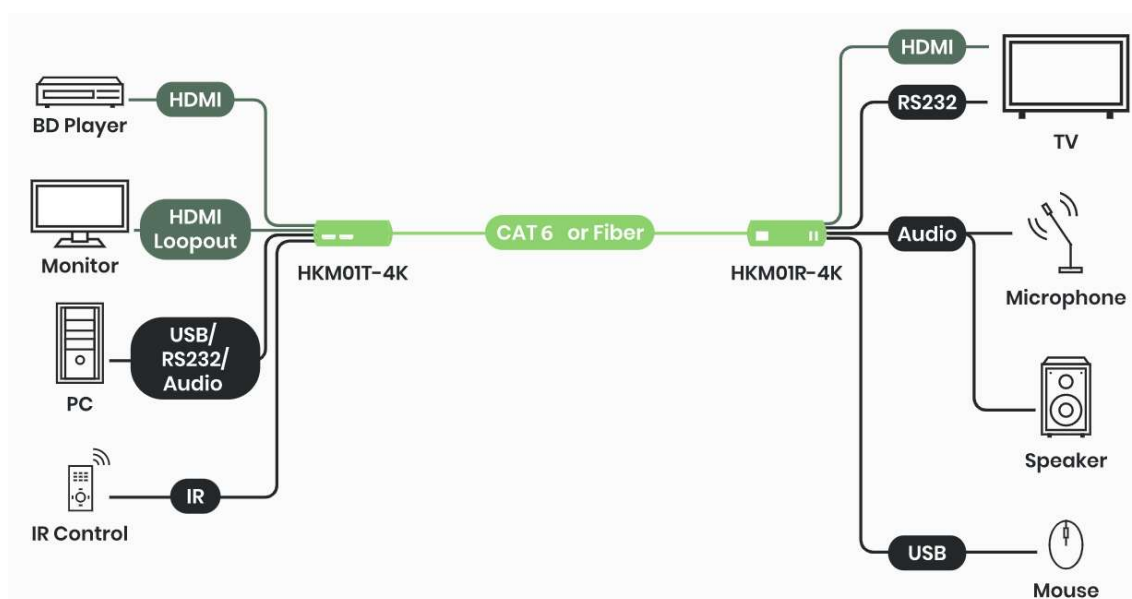 HDMI
BD Player
HDMI
Loopout
Monitor
USB/
RS232/
Audio
PC
IR
IR Control
HKM01T-4K
CAT 6 or Fiber
HKM01R-4K
HDMI
RS232
TV
Audio
Microphone
Speaker
USB
Mouse